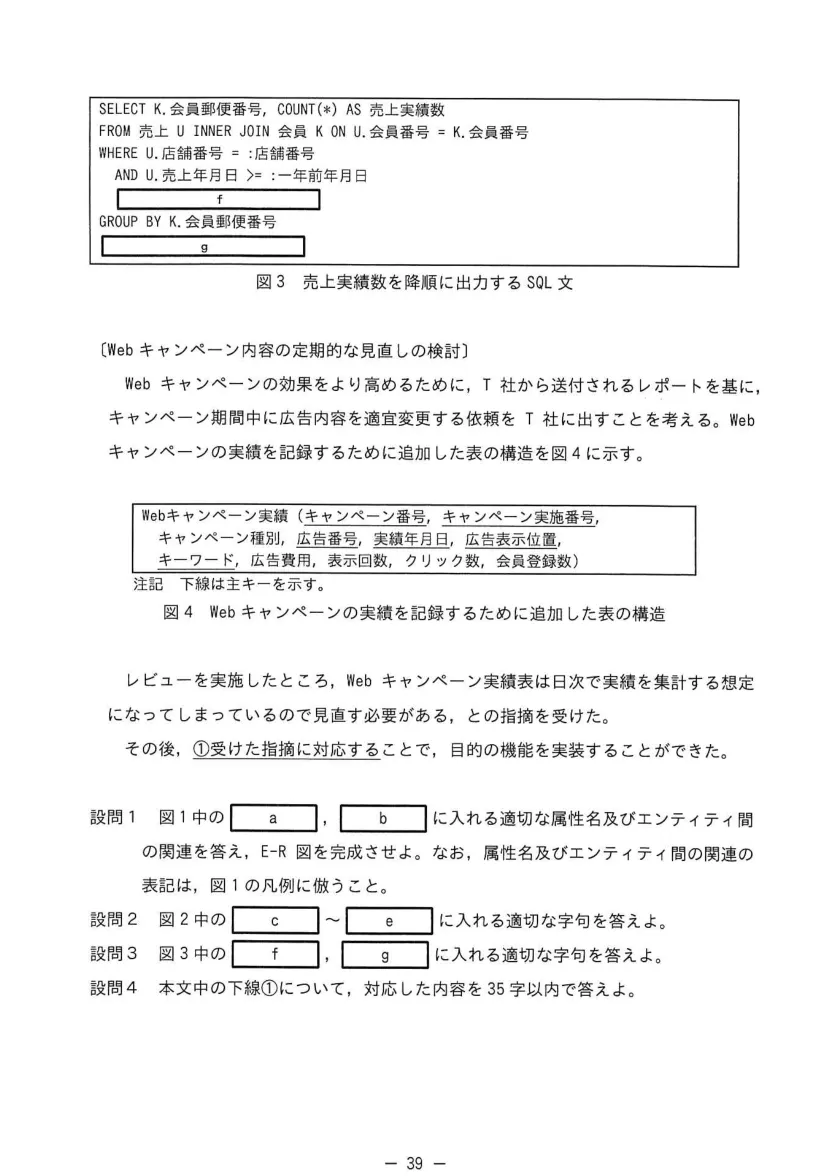 SELECT K.会員郵便番号, COUNT(*) AS 売上実績数
FROM 売上 U INNER JOIN 会員 K ON U.会員番号 = K.会員番号
WHERE U.店舗番号 = :店舗番号
AND U.売上年月日 >= :一年前年月日
f
GROUP BY K.会員郵便番号
g
図3 売上実績数を降順に出力する SQL 文
〔Web キャンペーン内容の定期的な見直しの検討〕
Web キャンペーンの効果をより高めるために，T 社から送付されるレポートを基に，
キャンペーン期間中に広告内容を適宜変更する依頼を T 社に出すことを考える。Web
キャンペーンの実績を記録するために追加した表の構造を図4に示す。
Webキャンペーン実績（キャンペーン番号，キャンペーン実施番号，
キャンペーン種別，広告番号，実績年月日，広告表示位置，
キーワード，広告費用，表示回数，クリック数，会員登録数）
注記 下線は主キーを示す。
図4 Web キャンペーンの実績を記録するために追加した表の構造
レビューを実施したところ，Web キャンペーン実績表は日次で実績を集計する想定
になってしまっているので見直す必要がある，との指摘を受けた。
その後，①受けた指摘に対応することで，目的の機能を実装することができた。
設問1 図1中の a ， b に入れる適切な属性名及びエンティティ間
の関連を答え，E-R 図を完成させよ。なお，属性名及びエンティティ間の関連の
表記は，図1の凡例に倣うこと。
設問2 図2中の c ～ e に入れる適切な字句を答えよ。
設問3 図3中の f ， g に入れる適切な字句を答えよ。
設問4 本文中の下線①について，対応した内容を 35 字以内で答えよ。
－ 39 －